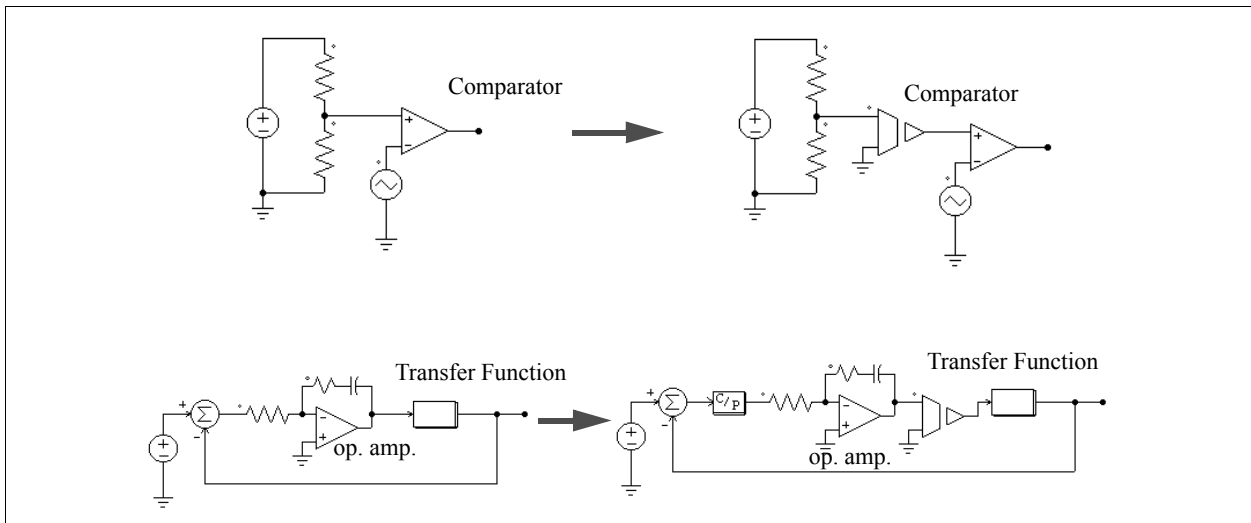 Comparator
Comparator
Transfer Function
op. amp.
Transfer Function
C/P
op. amp.